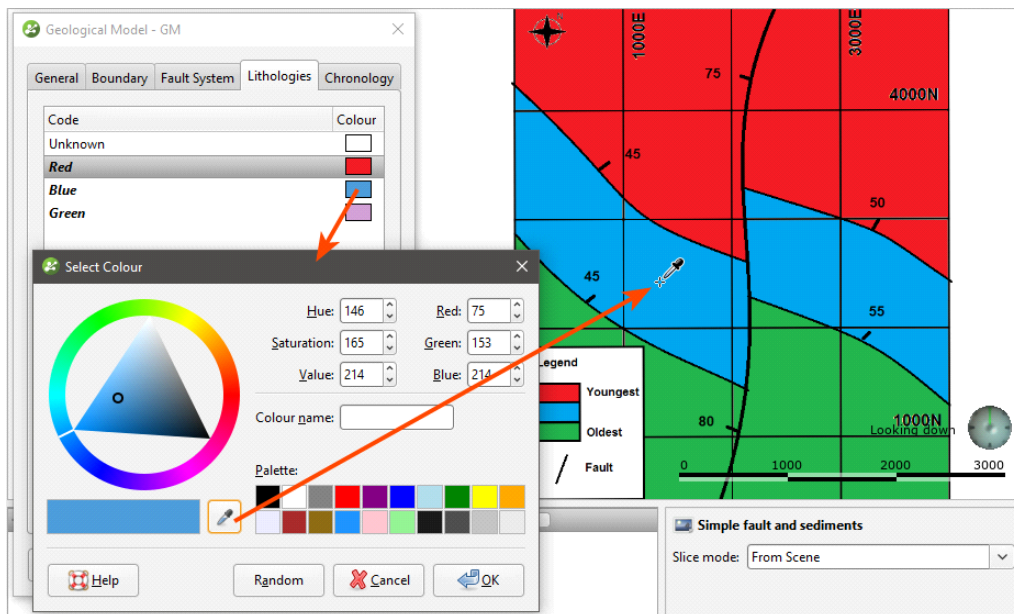 Geological Model - GM
General
Boundary
Fault System
Lithologies
Chronology
Code
Colour
Unknown
Red
Blue
Green
Select Colour
Hue: 146
Red: 75
Saturation: 165
Green: 153
Value: 214
Blue: 214
Colour name:
Palette:
Help
Random
Cancel
OK
1000E
3000E
75
4000N
45
50
45
55
Legend
Youngest
Oldest
Fault
80
1000N
Looking down
0 1000 2000 3000
Simple fault and sediments
Slice mode: From Scene